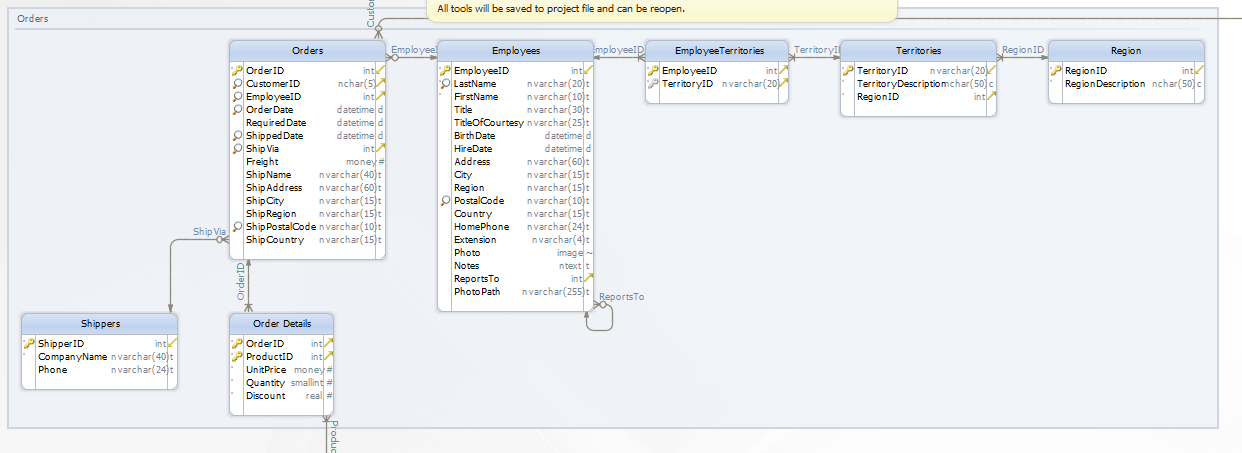 All tools will be saved to project file and can be reopen.
Orders
Orders
OrderID int
CustomerID nchar(5)
EmployeeID int
OrderDate datetime d
RequiredDate datetime d
ShippedDate datetime d
ShipVia int
Freight money #
ShipName nvarchar(40) t
ShipAddress nvarchar(60) t
ShipCity nvarchar(15) t
ShipRegion nvarchar(15) t
ShipPostalCode nvarchar(10) t
ShipCountry nvarchar(15) t
Employees
EmployeeID int
LastName nvarchar(20) t
FirstName nvarchar(10) t
Title nvarchar(30) t
TitleOfCourtesy nvarchar(25) t
BirthDate datetime d
HireDate datetime d
Address nvarchar(60) t
City nvarchar(15) t
Region nvarchar(15) t
PostalCode nvarchar(10) t
Country nvarchar(15) t
HomePhone nvarchar(24) t
Extension nvarchar(4) t
Photo image ~
Notes ntext t
ReportsTo int
PhotoPath nvarchar(255) t
ReportsTo
EmployeeTerritories
EmployeeID int
TerritoryID nvarchar(20)
Territories
TerritoryID nvarchar(20)
TerritoryDescription nchar(50) c
RegionID int
RegionID
Region
RegionID int
RegionDescription nchar(50) c
ShipVia
OrderID
Shippers
ShipperID int
CompanyName nvarchar(40) t
Phone nvarchar(24) t
Order Details
OrderID int
ProductID int
UnitPrice money #
Quantity smallint #
Discount real #